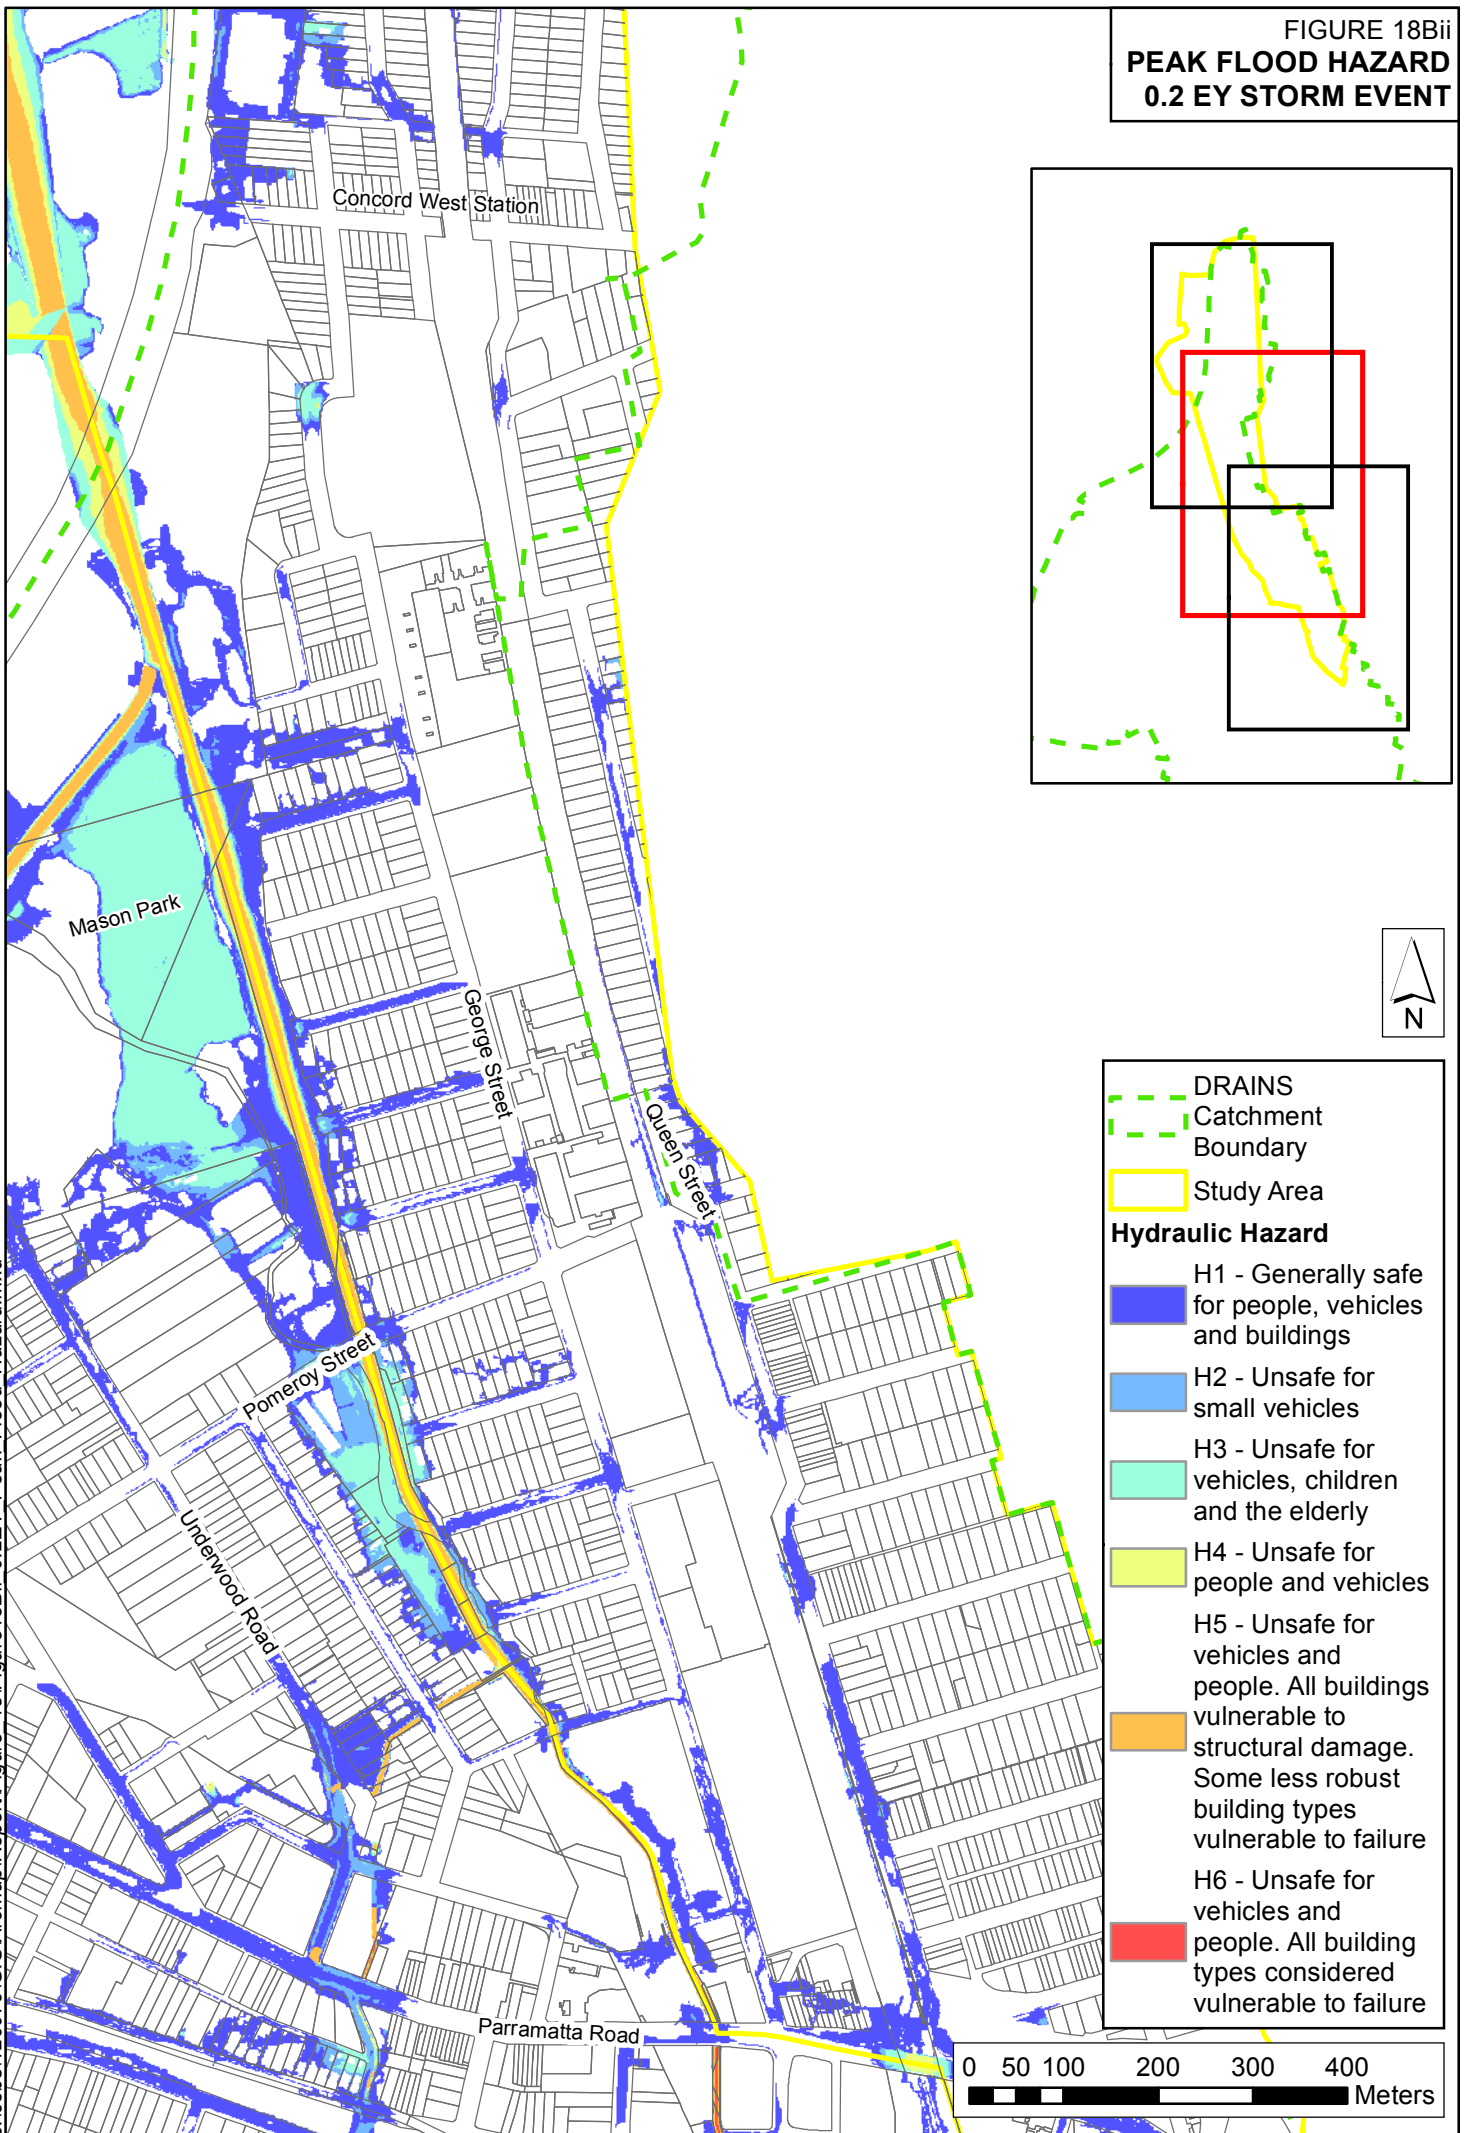 FIGURE 18Bii
PEAK FLOOD HAZARD
0.2 EY STORM EVENT
Concord West Station
Mason Park
George Street
Queen Street
Pomeroy Street
Underwood Road
Parramatta Road
N
DRAINS
Catchment
Boundary
Study Area
Hydraulic Hazard
H1 - Generally safe
for people, vehicles
and buildings
H2 - Unsafe for
small vehicles
H3 - Unsafe for
vehicles, children
and the elderly
H4 - Unsafe for
people and vehicles
H5 - Unsafe for
vehicles and
people. All buildings
vulnerable to
structural damage.
Some less robust
building types
vulnerable to failure
H6 - Unsafe for
vehicles and
people. All building
types considered
vulnerable to failure
0 50 100 200 300 400
Meters